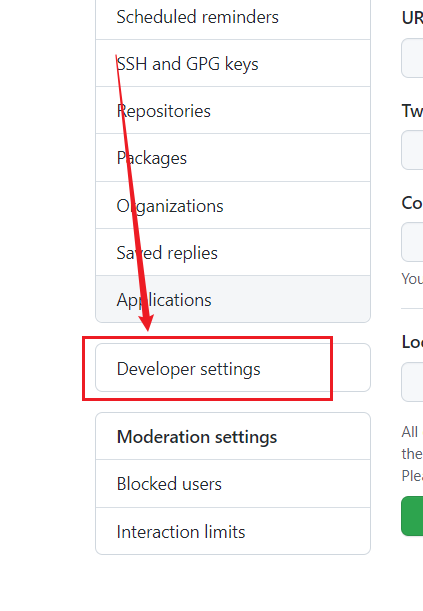 Scheduled reminders
SSH and GPG keys
Repositories
Packages
Organizations
Saved replies
Applications
Developer settings
Moderation settings
Blocked users
Interaction limits
UR
Tw
Co
You
Loc
All
the
Plea